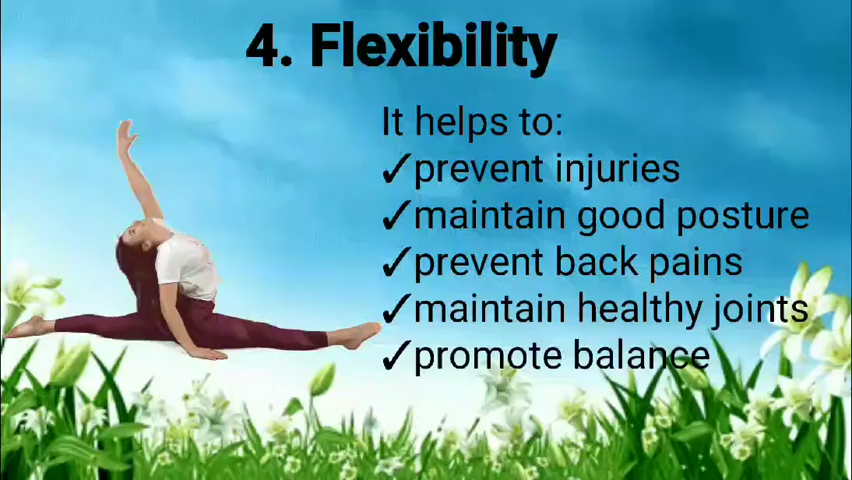 4. Flexibility
It helps to:
✓prevent injuries
✓maintain good posture
✓prevent back pains
✓maintain healthy joints
✓promote balance